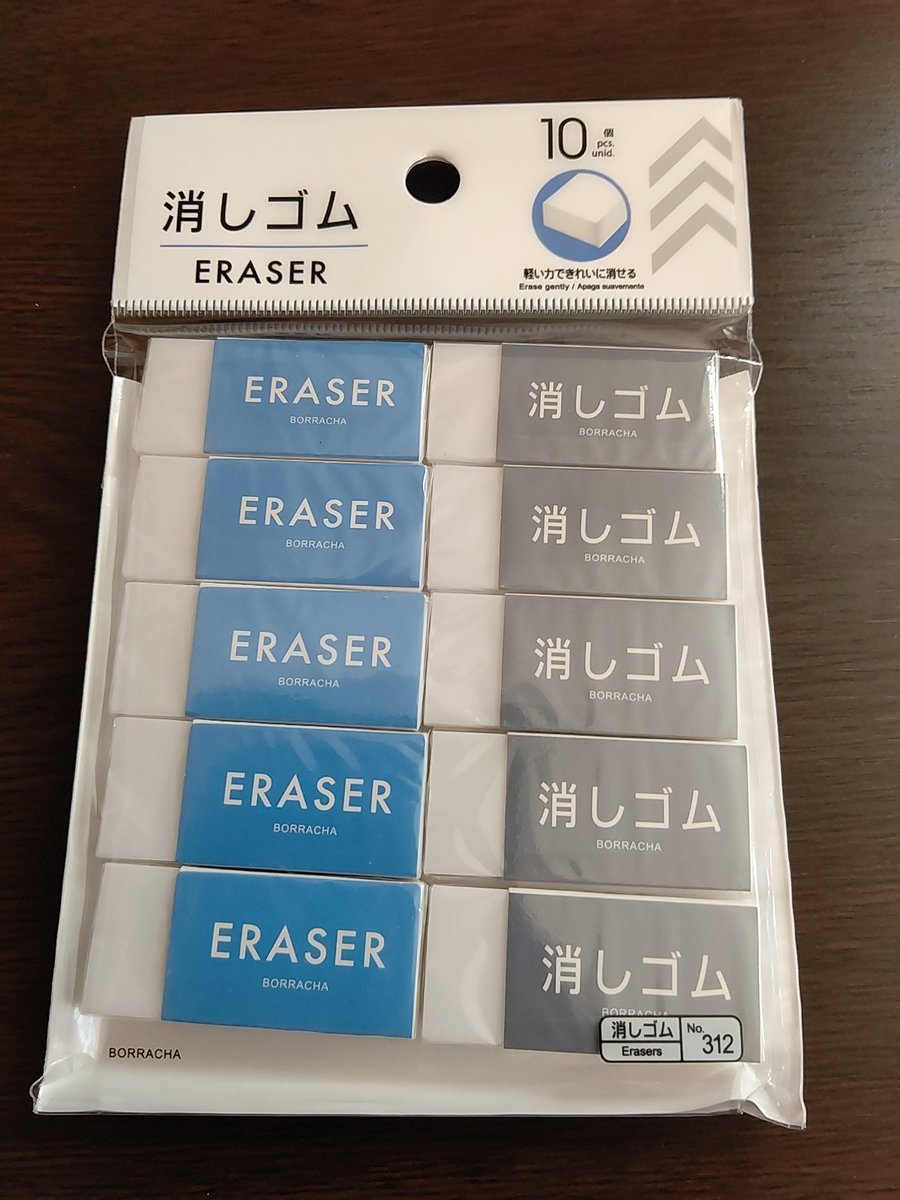 10 個
pcs.
unid.
消しゴム
ERASER
軽い力できれいに消せる
Erase gently / Apaga suavemente
ERASER
BORRACHA
消しゴム
BORRACHA
ERASER
BORRACHA
消しゴム
BORRACHA
ERASER
BORRACHA
消しゴム
BORRACHA
ERASER
BORRACHA
消しゴム
BORRACHA
ERASER
BORRACHA
消しゴム
BORRACHA
消しゴム
Erasers
No.
312
BORRACHA